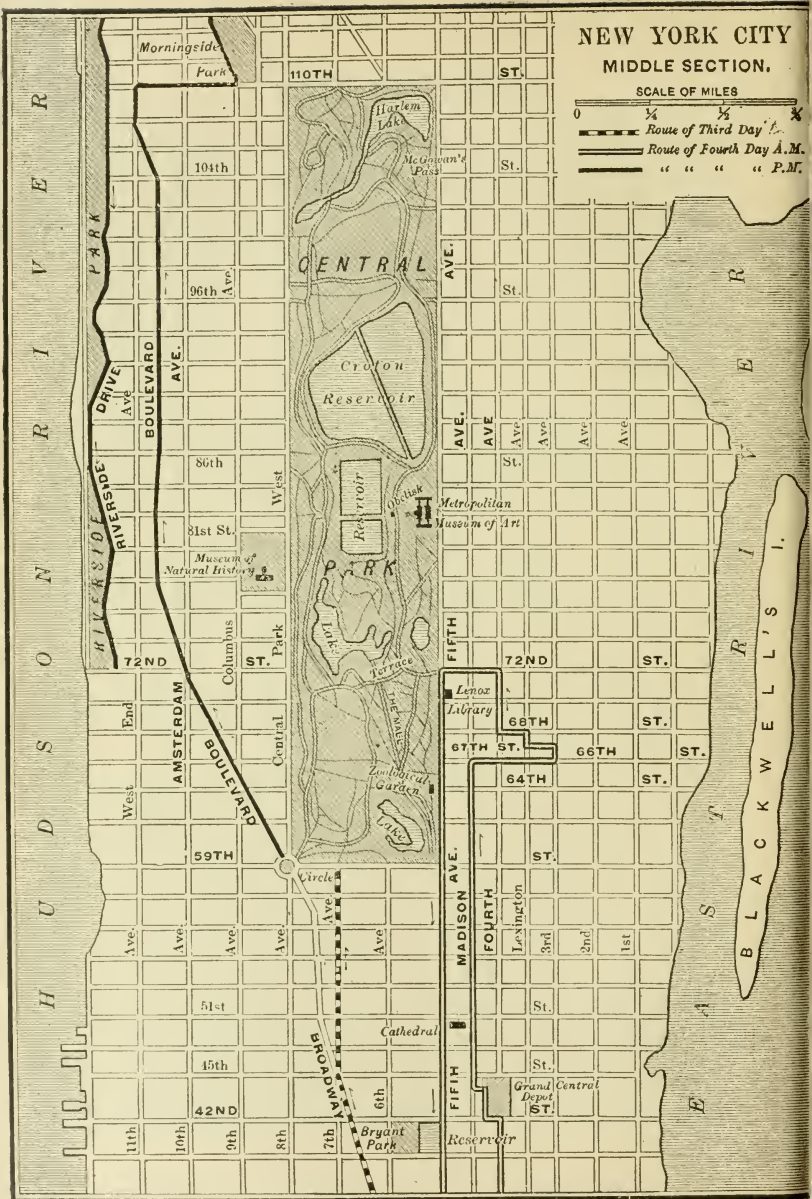 NEW YORK CITY
MIDDLE SECTION.
SCALE OF MILES
0 ¼ ½ ¾
Route of Third Day
Route of Fourth Day A.M.
“ “ “ “ P.M.
Morningside
Park
110TH ST.
Harlem
Lake
McGowan's
Pass
104th St.
CENTRAL
PARK
96th St.
Ave.
Croton
Reservoir
AVE.
HUDSON RIVER
RIVERSIDE PARK
RIVERSIDE DRIVE
BOULEVARD
AVE.
Ave
AVE.
AVE
Ave
Ave.
Ave
Ave.
86th St.
West
Reservoir
Obelisk
Metropolitan
Museum of Art
81st St.
Museum of
Natural History
Lake
72ND ST.
Terrace
FIFTH
72ND ST.
Columbus
Park
Central
West End
AMSTERDAM
BOULEVARD
THE MALL
Lenox
Library
68TH ST.
67TH ST.
66TH ST.
64TH ST.
Zoological
Garden
Lake
59TH ST.
Circle
Ave.
Ave.
Ave.
Ave.
Ave.
Ave
MADISON AVE.
FOURTH
Lexington
3rd
2nd
1st
51st St.
Cathedral
BROADWAY
45th St.
6th
FIFTH
Grand Central
Depot
42ND ST.
11th
10th
9th
8th
7th
Bryant
Park
Reservoir
EAST RIVER
BLACKWELL'S I.